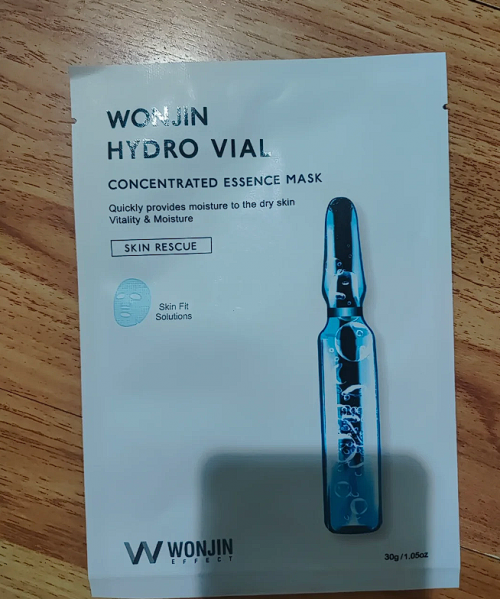 WONJIN
HYDRO VIAL
CONCENTRATED ESSENCE MASK
Quickly provides moisture to the dry skin
Vitality & Moisture
SKIN RESCUE
Skin Fit
Solutions
W WONJIN
EFFECT
30g/1.05oz